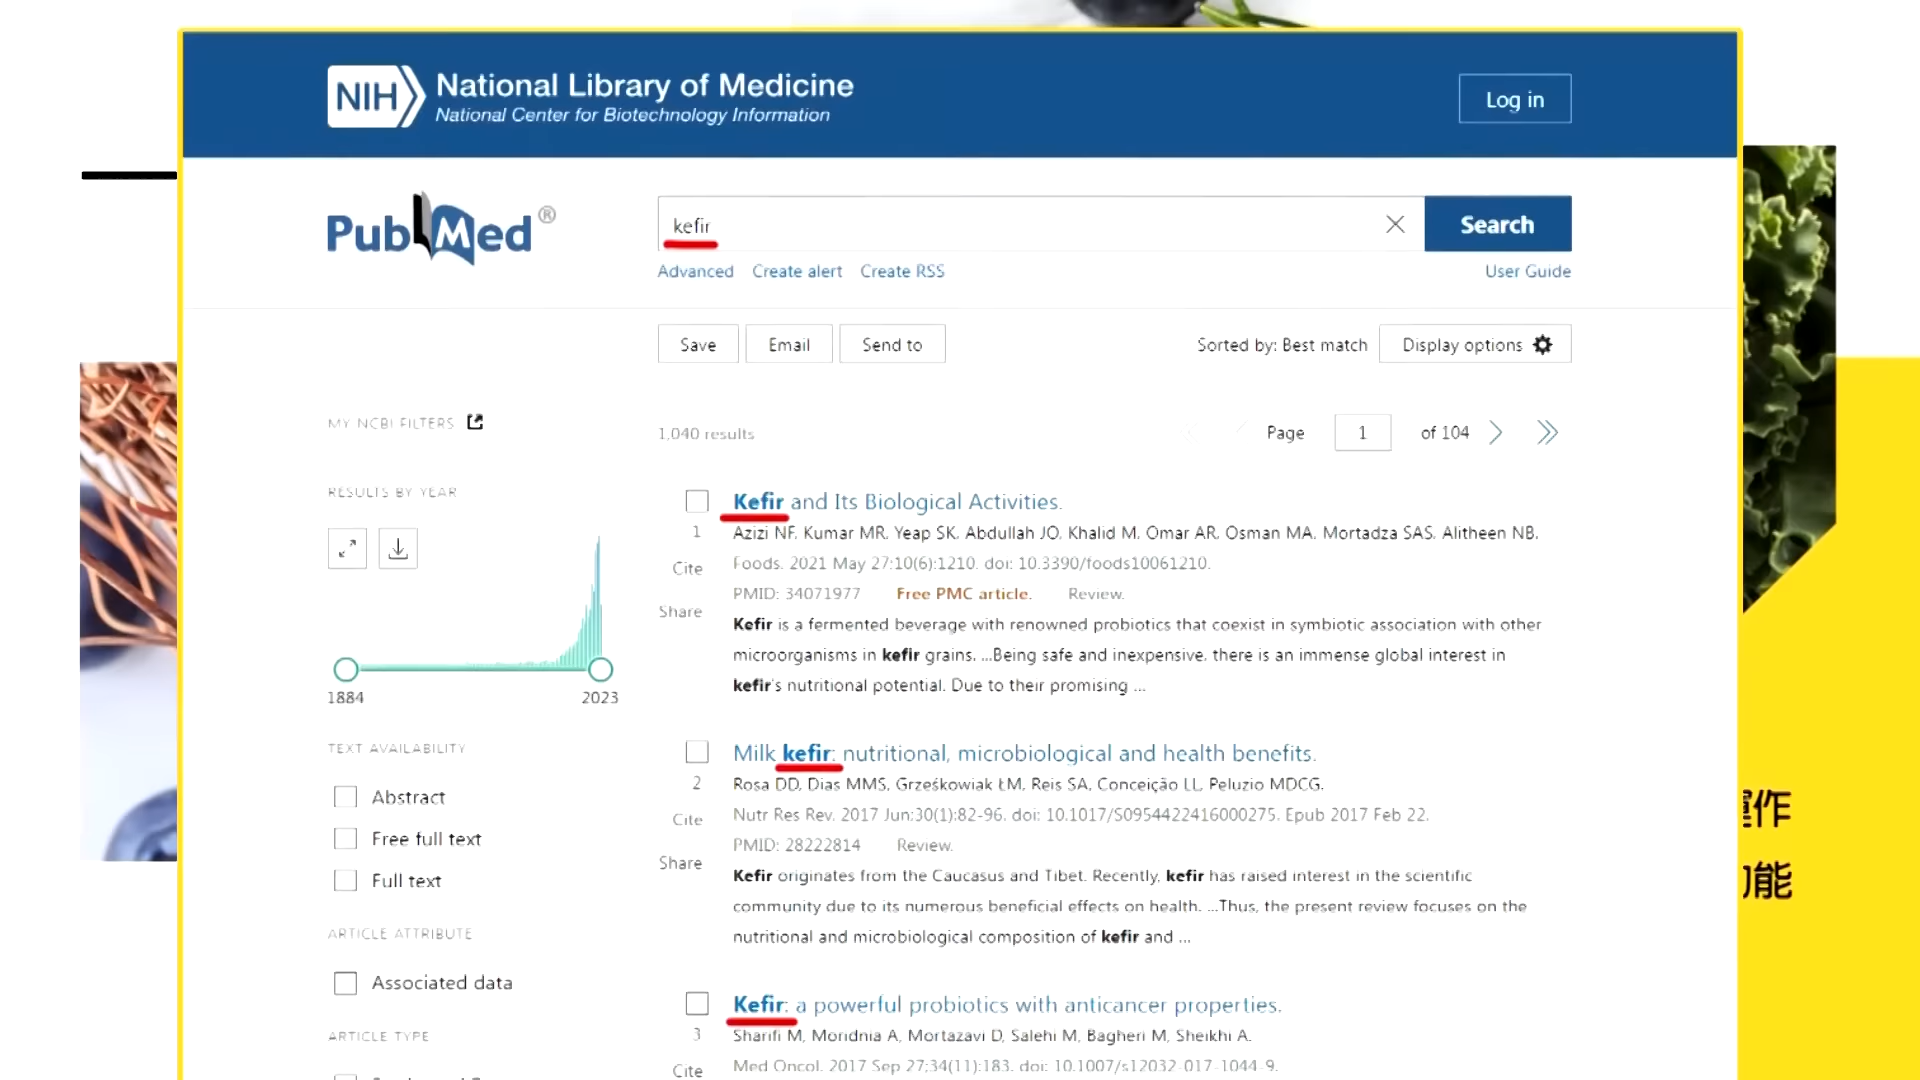 NIH National Library of Medicine
National Center for Biotechnology Information
Log in
PubMed®
kefir
Search
Advanced Create alert Create RSS
User Guide
Save Email Send to
Sorted by: Best match Display options
MY NCBI FILTERS
1,040 results
Page 1 of 104
RESULTS BY YEAR
1884 2023
TEXT AVAILABILITY
Abstract
Free full text
Full text
ARTICLE ATTRIBUTE
Associated data
ARTICLE TYPE
Kefir and Its Biological Activities.
1
Azizi NF, Kumar MR, Yeap SK, Abdullah JO, Khalid M, Omar AR, Osman MA, Mortadza SAS, Alitheen NB.
Cite
Foods. 2021 May 27;10(6):1210. doi: 10.3390/foods10061210.
PMID: 34071977 Free PMC article. Review.
Share
Kefir is a fermented beverage with renowned probiotics that coexist in symbiotic association with other
microorganisms in kefir grains. ...Being safe and inexpensive, there is an immense global interest in
kefir's nutritional potential. Due to their promising ...
Milk kefir: nutritional, microbiological and health benefits.
2
Rosa DD, Dias MMS, Grześkowiak ŁM, Reis SA, Conceição LL, Peluzio MDCG.
Cite
Nutr Res Rev. 2017 Jun;30(1):82-96. doi: 10.1017/S0954422416000275. Epub 2017 Feb 22.
PMID: 28222814 Review.
Share
Kefir originates from the Caucasus and Tibet. Recently, kefir has raised interest in the scientific
community due to its numerous beneficial effects on health. ...Thus, the present review focuses on the
nutritional and microbiological composition of kefir and ...
Kefir: a powerful probiotics with anticancer properties.
3
Sharifi M, Moridnia A, Mortazavi D, Salehi M, Bagheri M, Sheikhi A.
Cite
Med Oncol. 2017 Sep 27;34(11):183. doi: 10.1007/s12032-017-1044-9.
作
能